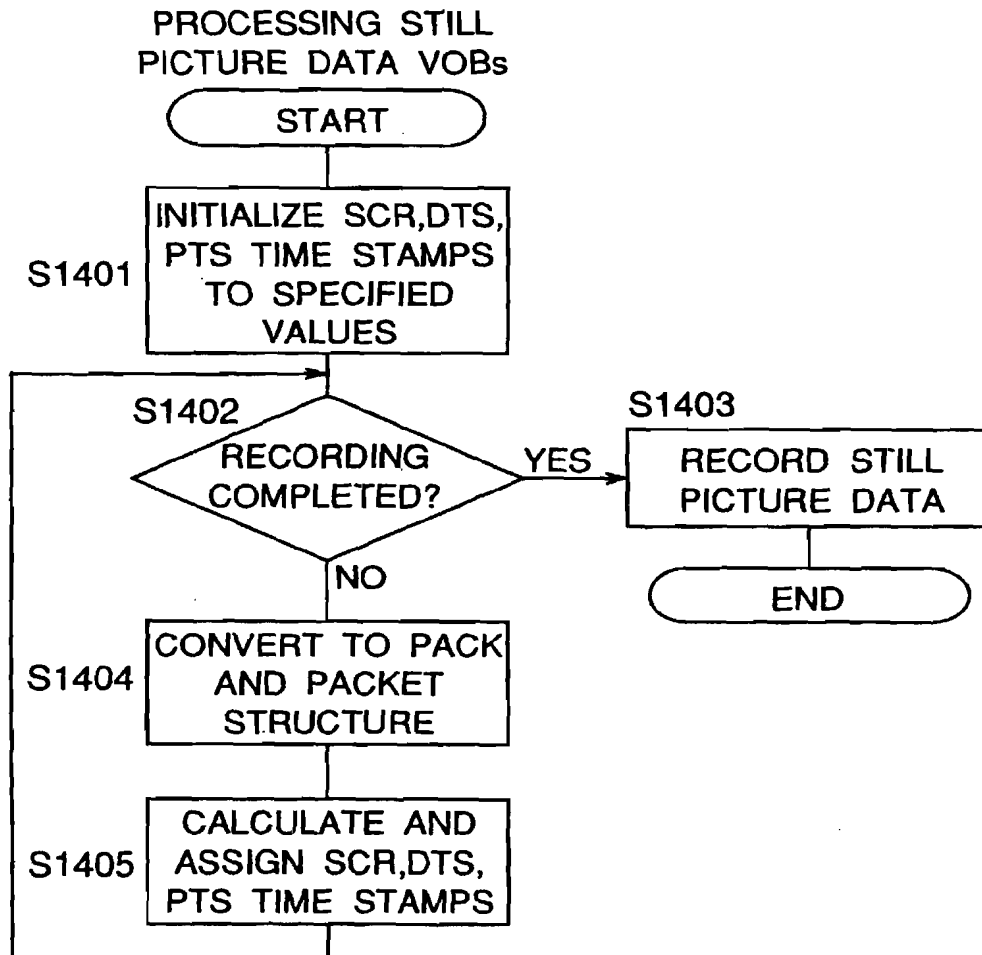 PROCESSING STILL
PICTURE DATA VOBs
START
S1401
INITIALIZE SCR,DTS,
PTS TIME STAMPS
TO SPECIFIED
VALUES
S1402
RECORDING
COMPLETED?
YES
S1403
RECORD STILL
PICTURE DATA
END
NO
S1404
CONVERT TO PACK
AND PACKET
STRUCTURE
S1405
CALCULATE AND
ASSIGN SCR,DTS,
PTS TIME STAMPS